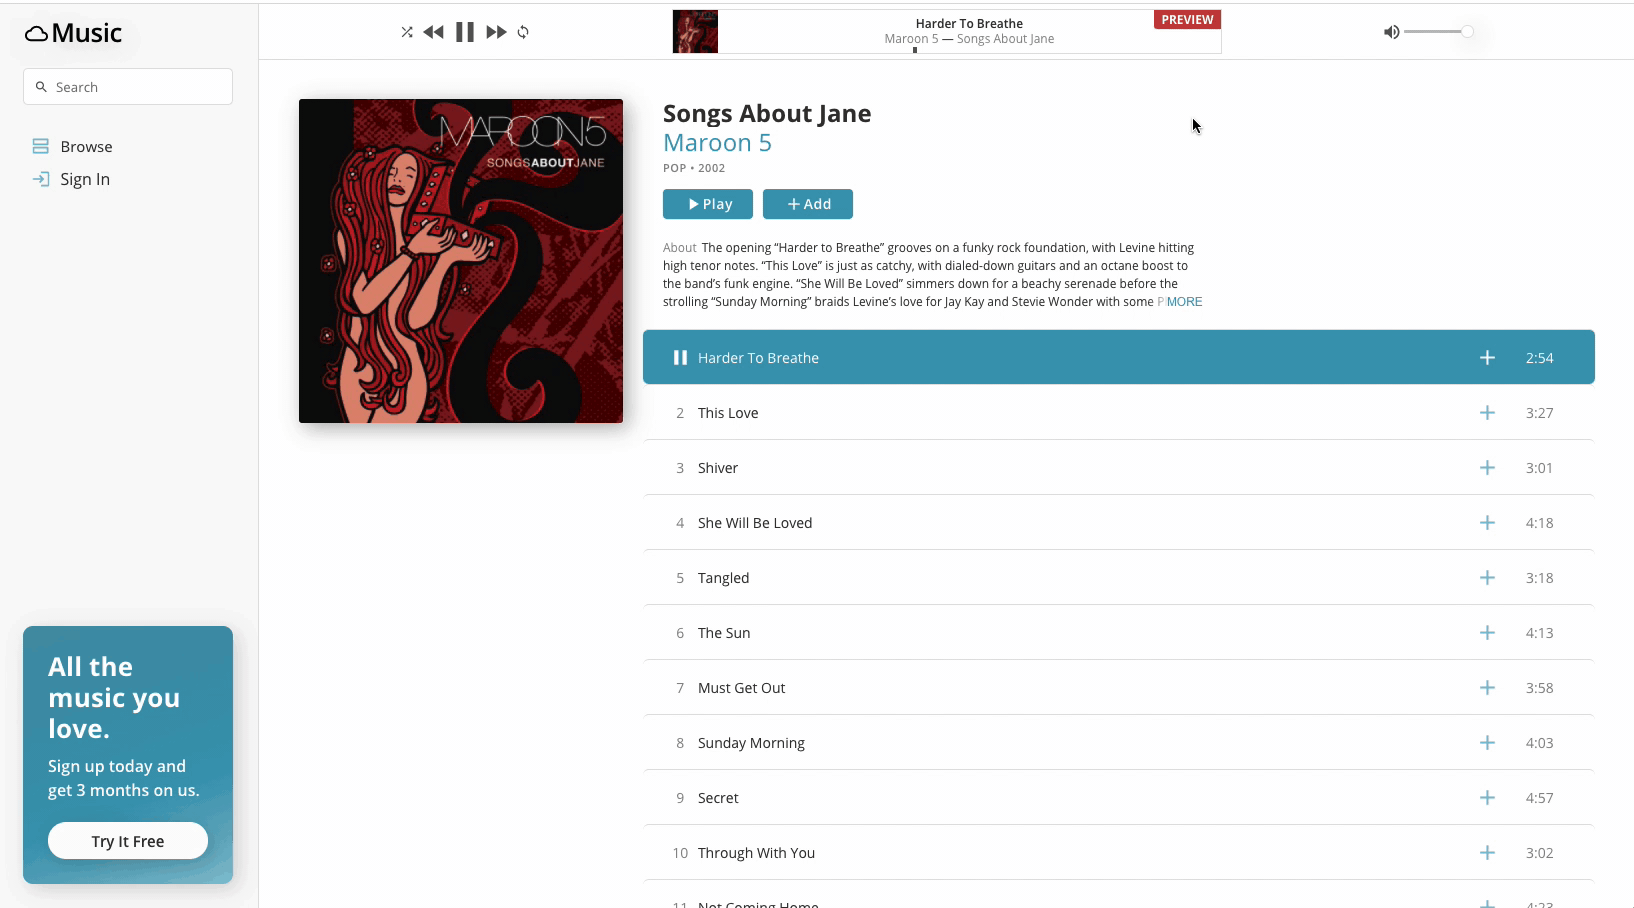 Music
Search
Browse
Sign In
All the
music you
love.
Sign up today and
get 3 months on us.
Try It Free
Harder To Breathe
Maroon 5 — Songs About Jane
PREVIEW
MAROON5
SONGSABOUTJANE
Songs About Jane
Maroon 5
POP • 2002
Play
Add
About The opening “Harder to Breathe” grooves on a funky rock foundation, with Levine hitting
high tenor notes. “This Love” is just as catchy, with dialed-down guitars and an octane boost to
the band’s funk engine. “She Will Be Loved” simmers down for a beachy serenade before the
strolling “Sunday Morning” braids Levine’s love for Jay Kay and Stevie Wonder with some P MORE
Harder To Breathe 2:54
2 This Love 3:27
3 Shiver 3:01
4 She Will Be Loved 4:18
5 Tangled 3:18
6 The Sun 4:13
7 Must Get Out 3:58
8 Sunday Morning 4:03
9 Secret 4:57
10 Through With You 3:02
11 Not Coming Home 4:23